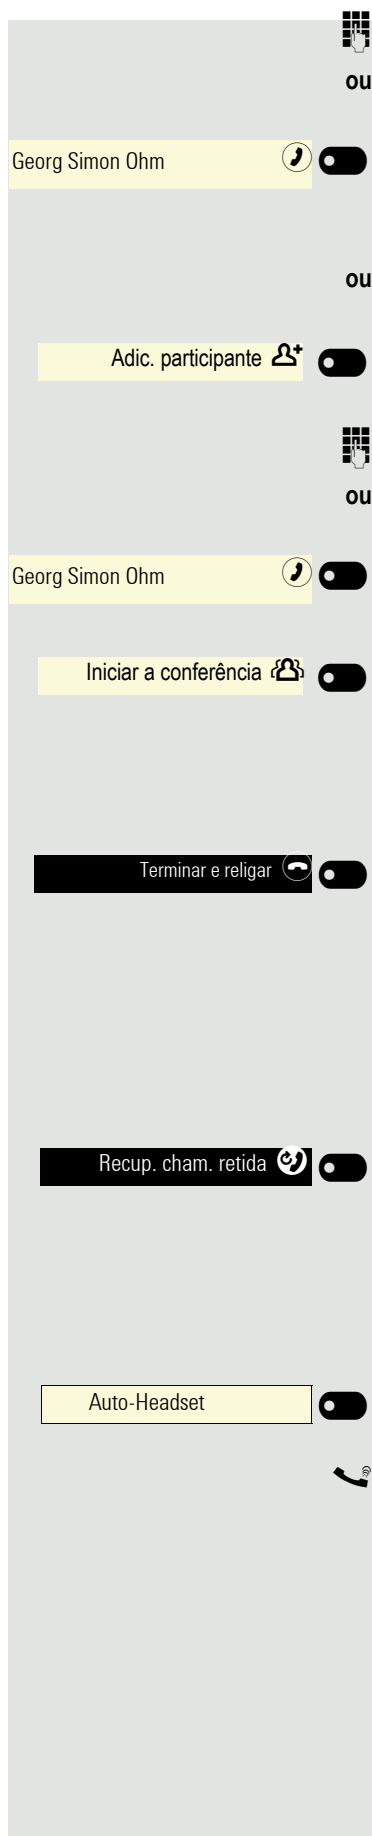 ou
Georg Simon Ohm
ou
Adic. participante
ou
Georg Simon Ohm
Iniciar a conferência
Terminar e religar
Recup. cham. retida
Auto-Headset